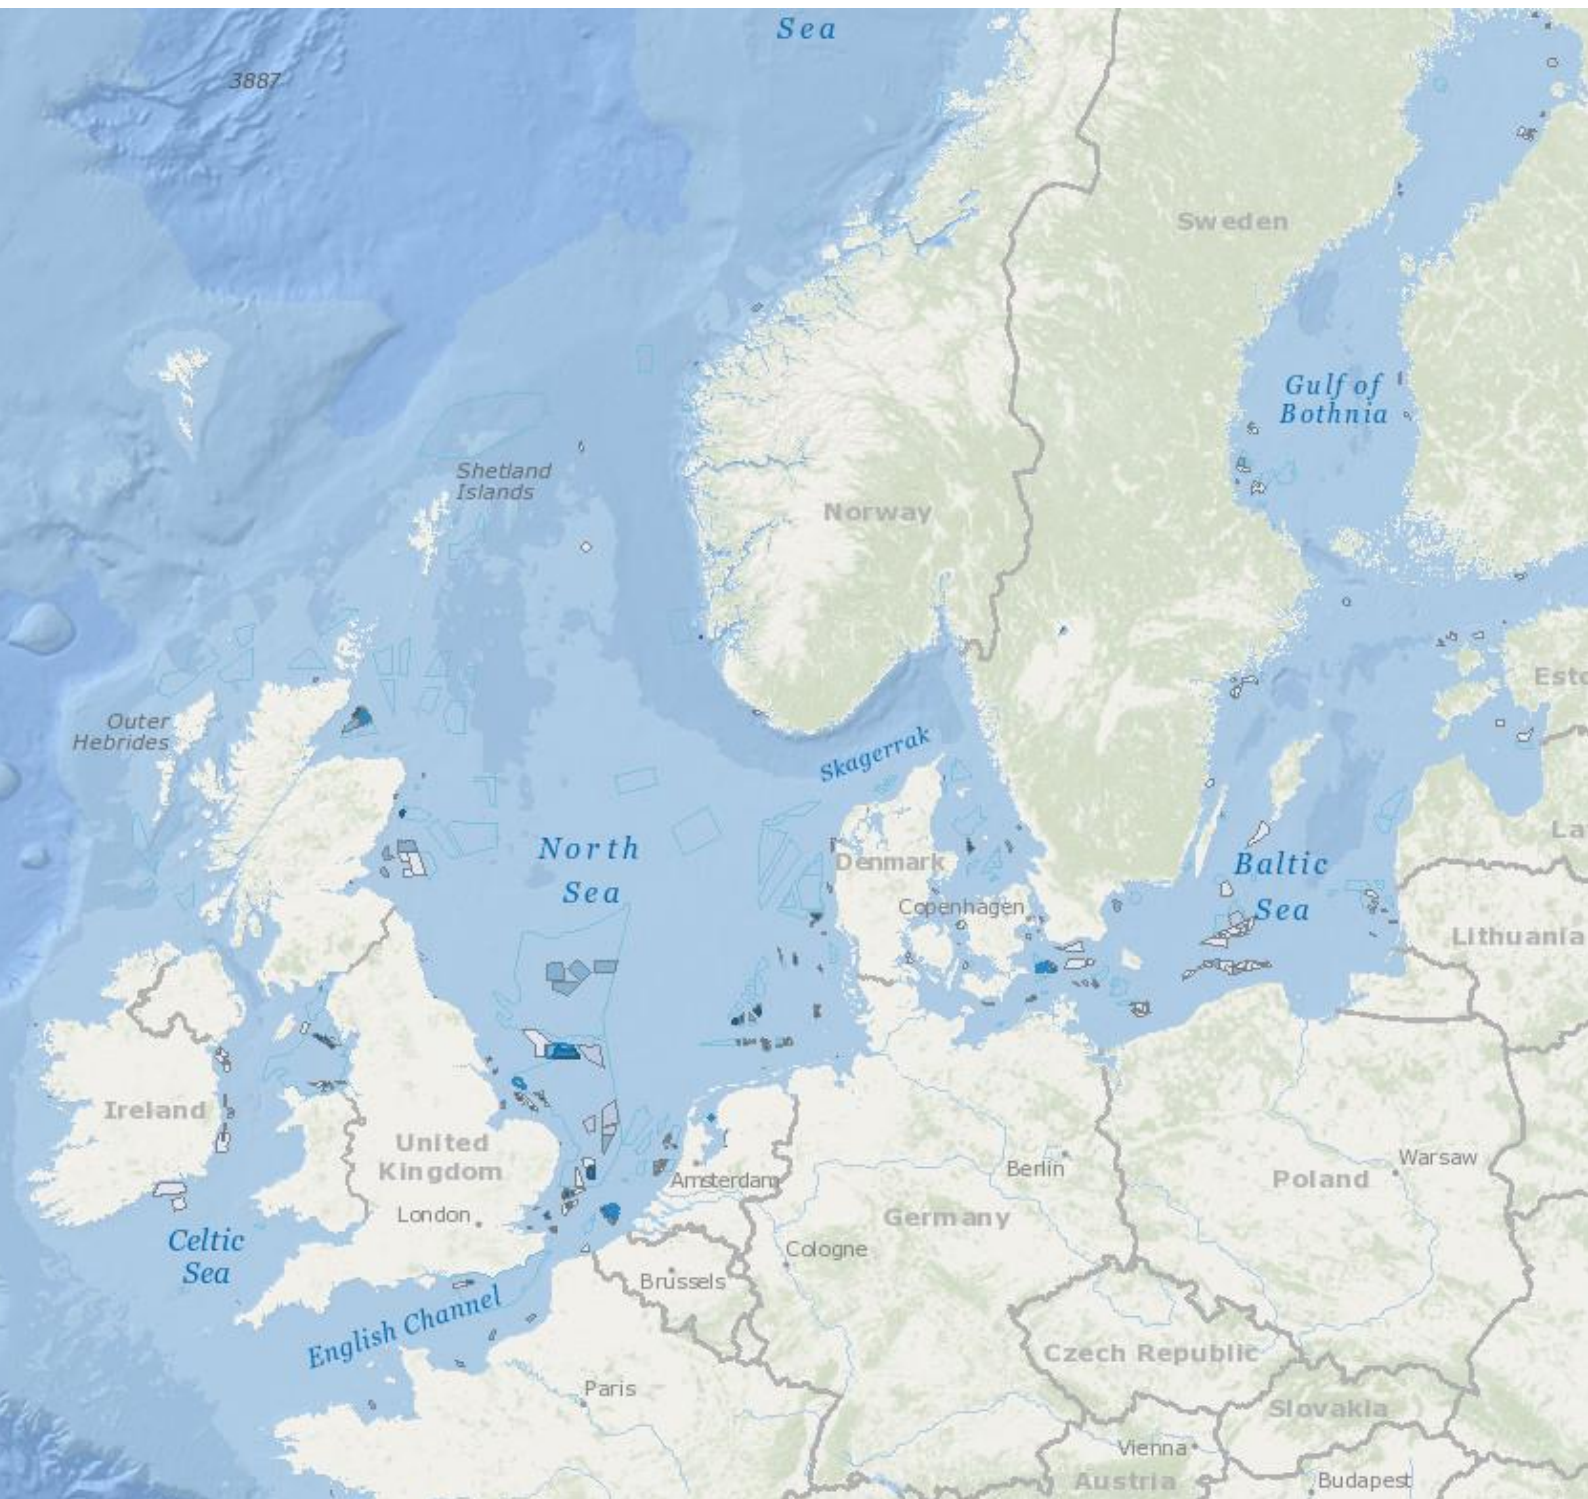 Sea
3887
Sweden
Gulf of
Bothnia
Shetland
Islands
Norway
Outer
Hebrides
Esto
Skagerrak
North
Sea
Denmark
Copenhagen
Baltic
Sea
La
Lithuania
Ireland
United
Kingdom
Amsterdam
Berlin
Warsaw
Poland
London
Germany
Celtic
Sea
Cologne
Brussels
English Channel
Czech Republic
Paris
Slovakia
Vienna
Austria
Budapest